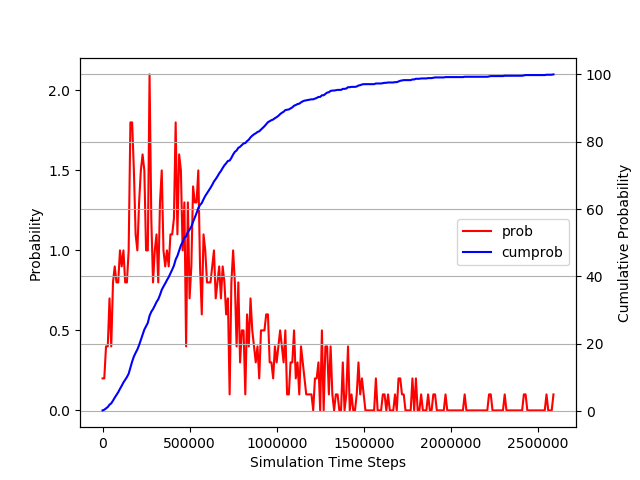 2.0
1.5
1.0
0.5
0.0
Probability
100
80
60
40
20
0
Cumulative Probability
prob
cumprob
0 500000 1000000 1500000 2000000 2500000
Simulation Time Steps